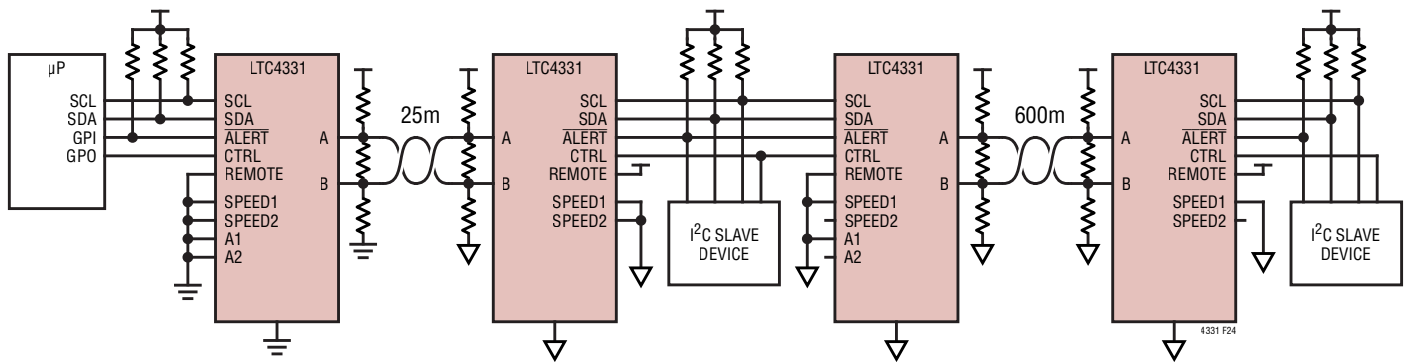 µP
SCL
SDA
GPI
GPO
LTC4331
SCL
SDA
ALERT
CTRL
REMOTE
SPEED1
SPEED2
A1
A2
A
B
25m
LTC4331
A
B
SCL
SDA
ALERT
CTRL
REMOTE
SPEED1
SPEED2
I²C SLAVE
DEVICE
LTC4331
SCL
SDA
ALERT
CTRL
REMOTE
SPEED1
SPEED2
A1
A2
A
B
600m
LTC4331
A
B
SCL
SDA
ALERT
CTRL
REMOTE
SPEED1
SPEED2
I²C SLAVE
DEVICE
4331 F24